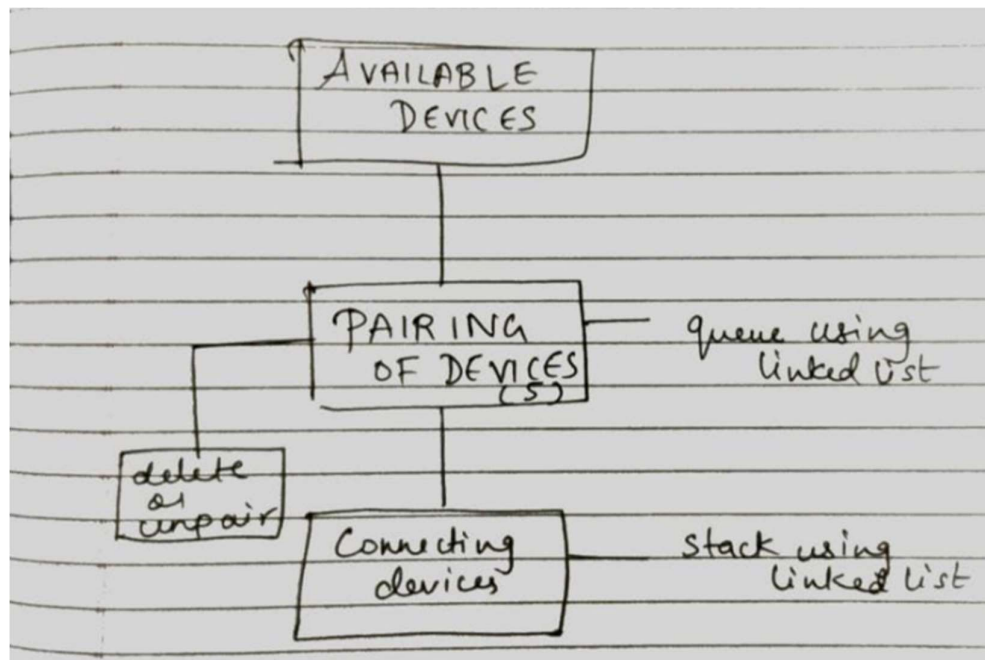 AVAILABLE
DEVICES
PAIRING
OF DEVICES
(5)
queue using
linked list
delete
or
unpair
Connecting
devices
stack using
linked list